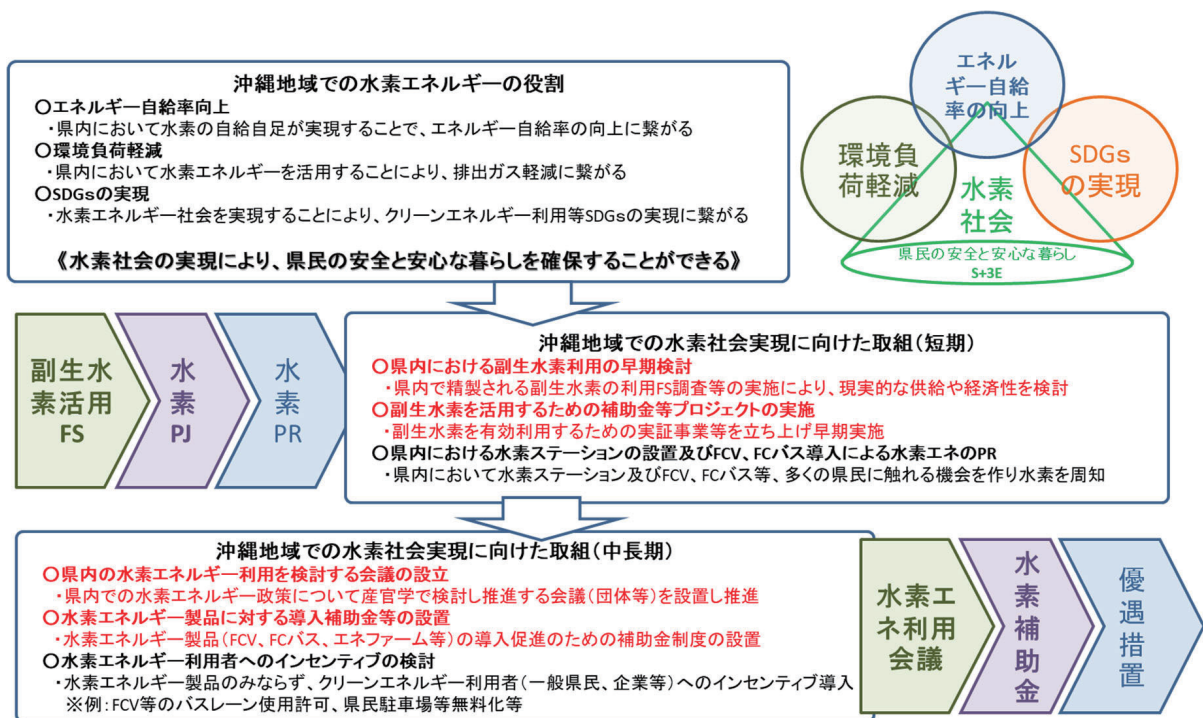 沖縄地域での水素エネルギーの役割
〇エネルギー自給率向上
・県内において水素の自給自足が実現することで、エネルギー自給率の向上に繋がる
〇環境負荷軽減
・県内において水素エネルギーを活用することにより、排出ガス軽減に繋がる
〇SDGsの実現
・水素エネルギー社会を実現することにより、クリーンエネルギー利用等SDGsの実現に繋がる
《水素社会の実現により、県民の安全と安心な暮らしを確保することができる》
エネル
ギー自給
率の向上
環境負
荷軽減
SDGs
の実現
水素
社会
県民の安全と安心な暮らし
S+3E
副生水
素活用
FS
水
素
PJ
水
素
PR
沖縄地域での水素社会実現に向けた取組(短期)
〇県内における副生水素利用の早期検討
・県内で精製される副生水素の利用FS調査等の実施により、現実的な供給や経済性を検討
〇副生水素を活用するための補助金等プロジェクトの実施
・副生水素を有効利用するための実証事業等を立ち上げ早期実施
〇県内における水素ステーションの設置及びFCV、FCバス導入による水素エネのPR
・県内において水素ステーション及びFCV、FCバス等、多くの県民に触れる機会を作り水素を周知
沖縄地域での水素社会実現に向けた取組(中長期)
〇県内の水素エネルギー利用を検討する会議の設立
・県内での水素エネルギー政策について産官学で検討し推進する会議(団体等)を設置し推進
〇水素エネルギー製品に対する導入補助金等の設置
・水素エネルギー製品(FCV、FCバス、エネファーム等)の導入促進のための補助金制度の設置
〇水素エネルギー利用者へのインセンティブの検討
・水素エネルギー製品のみならず、クリーンエネルギー利用者(一般県民、企業等)へのインセンティブ導入
※例:FCV等のバスレーン使用許可、県民駐車場等無料化等
水素エ
ネ利用
会議
水
素
補
助
金
優
遇
措
置